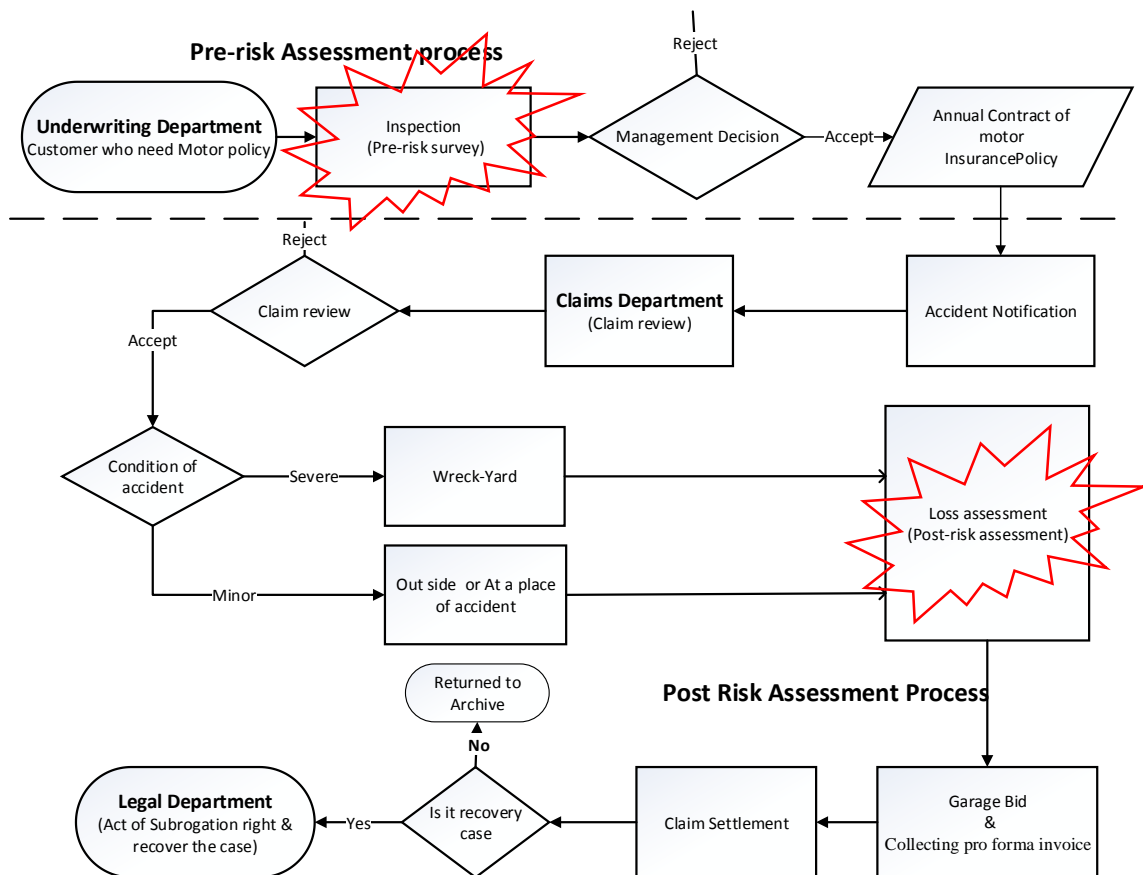 Pre-risk Assessment process
Reject
Underwriting Department
Customer who need Motor policy
Inspection
(Pre-risk survey)
Management Decision
Accept
Annual Contract of
motor
InsurancePolicy
Reject
Claim review
Claims Department
(Claim review)
Accident Notification
Accept
Condition of
accident
Severe
Wreck-Yard
Loss assessment
(Post-risk assessment)
Minor
Out side or At a place
of accident
Returned to
Archive
Post Risk Assessment Process
No
Legal Department
(Act of Subrogation right &
recover the case)
Yes
Is it recovery
case
Claim Settlement
Garage Bid
&
Collecting pro forma invoice